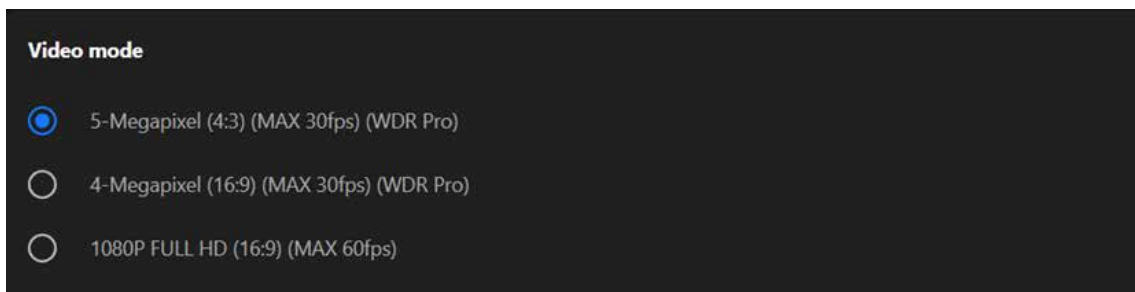 Video mode
5-Megapixel (4:3) (MAX 30fps) (WDR Pro)
4-Megapixel (16:9) (MAX 30fps) (WDR Pro)
1080P FULL HD (16:9) (MAX 60fps)